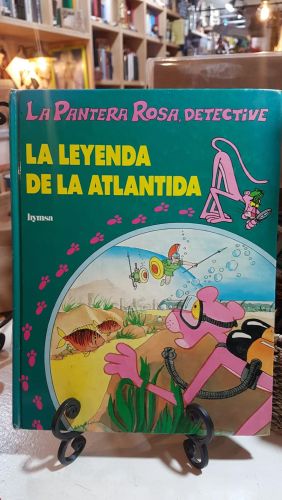 LA PANTERA ROSA, DETECTIVE
LA LEYENDA
DE LA ATLANTIDA
hymsa